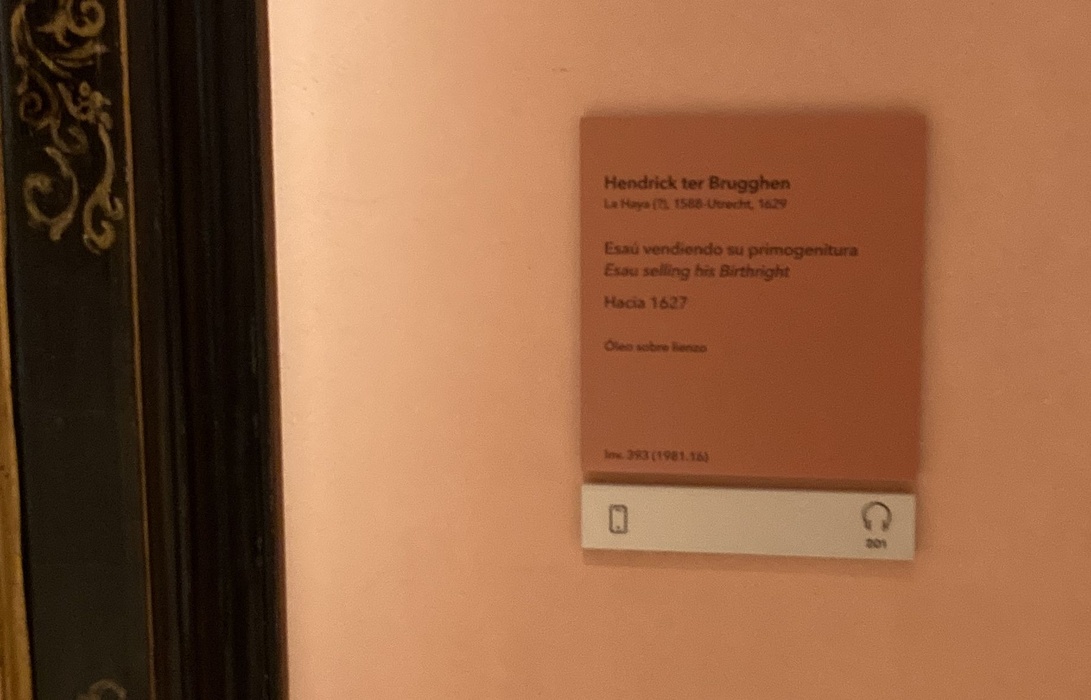 Hendrick ter Brugghen
La Haya (?), 1588-Utrecht, 1629
Esaú vendiendo su primogenitura
Esau selling his Birthright
Hacia 1627
Óleo sobre lienzo
Inv. 393 (1981.16)
201